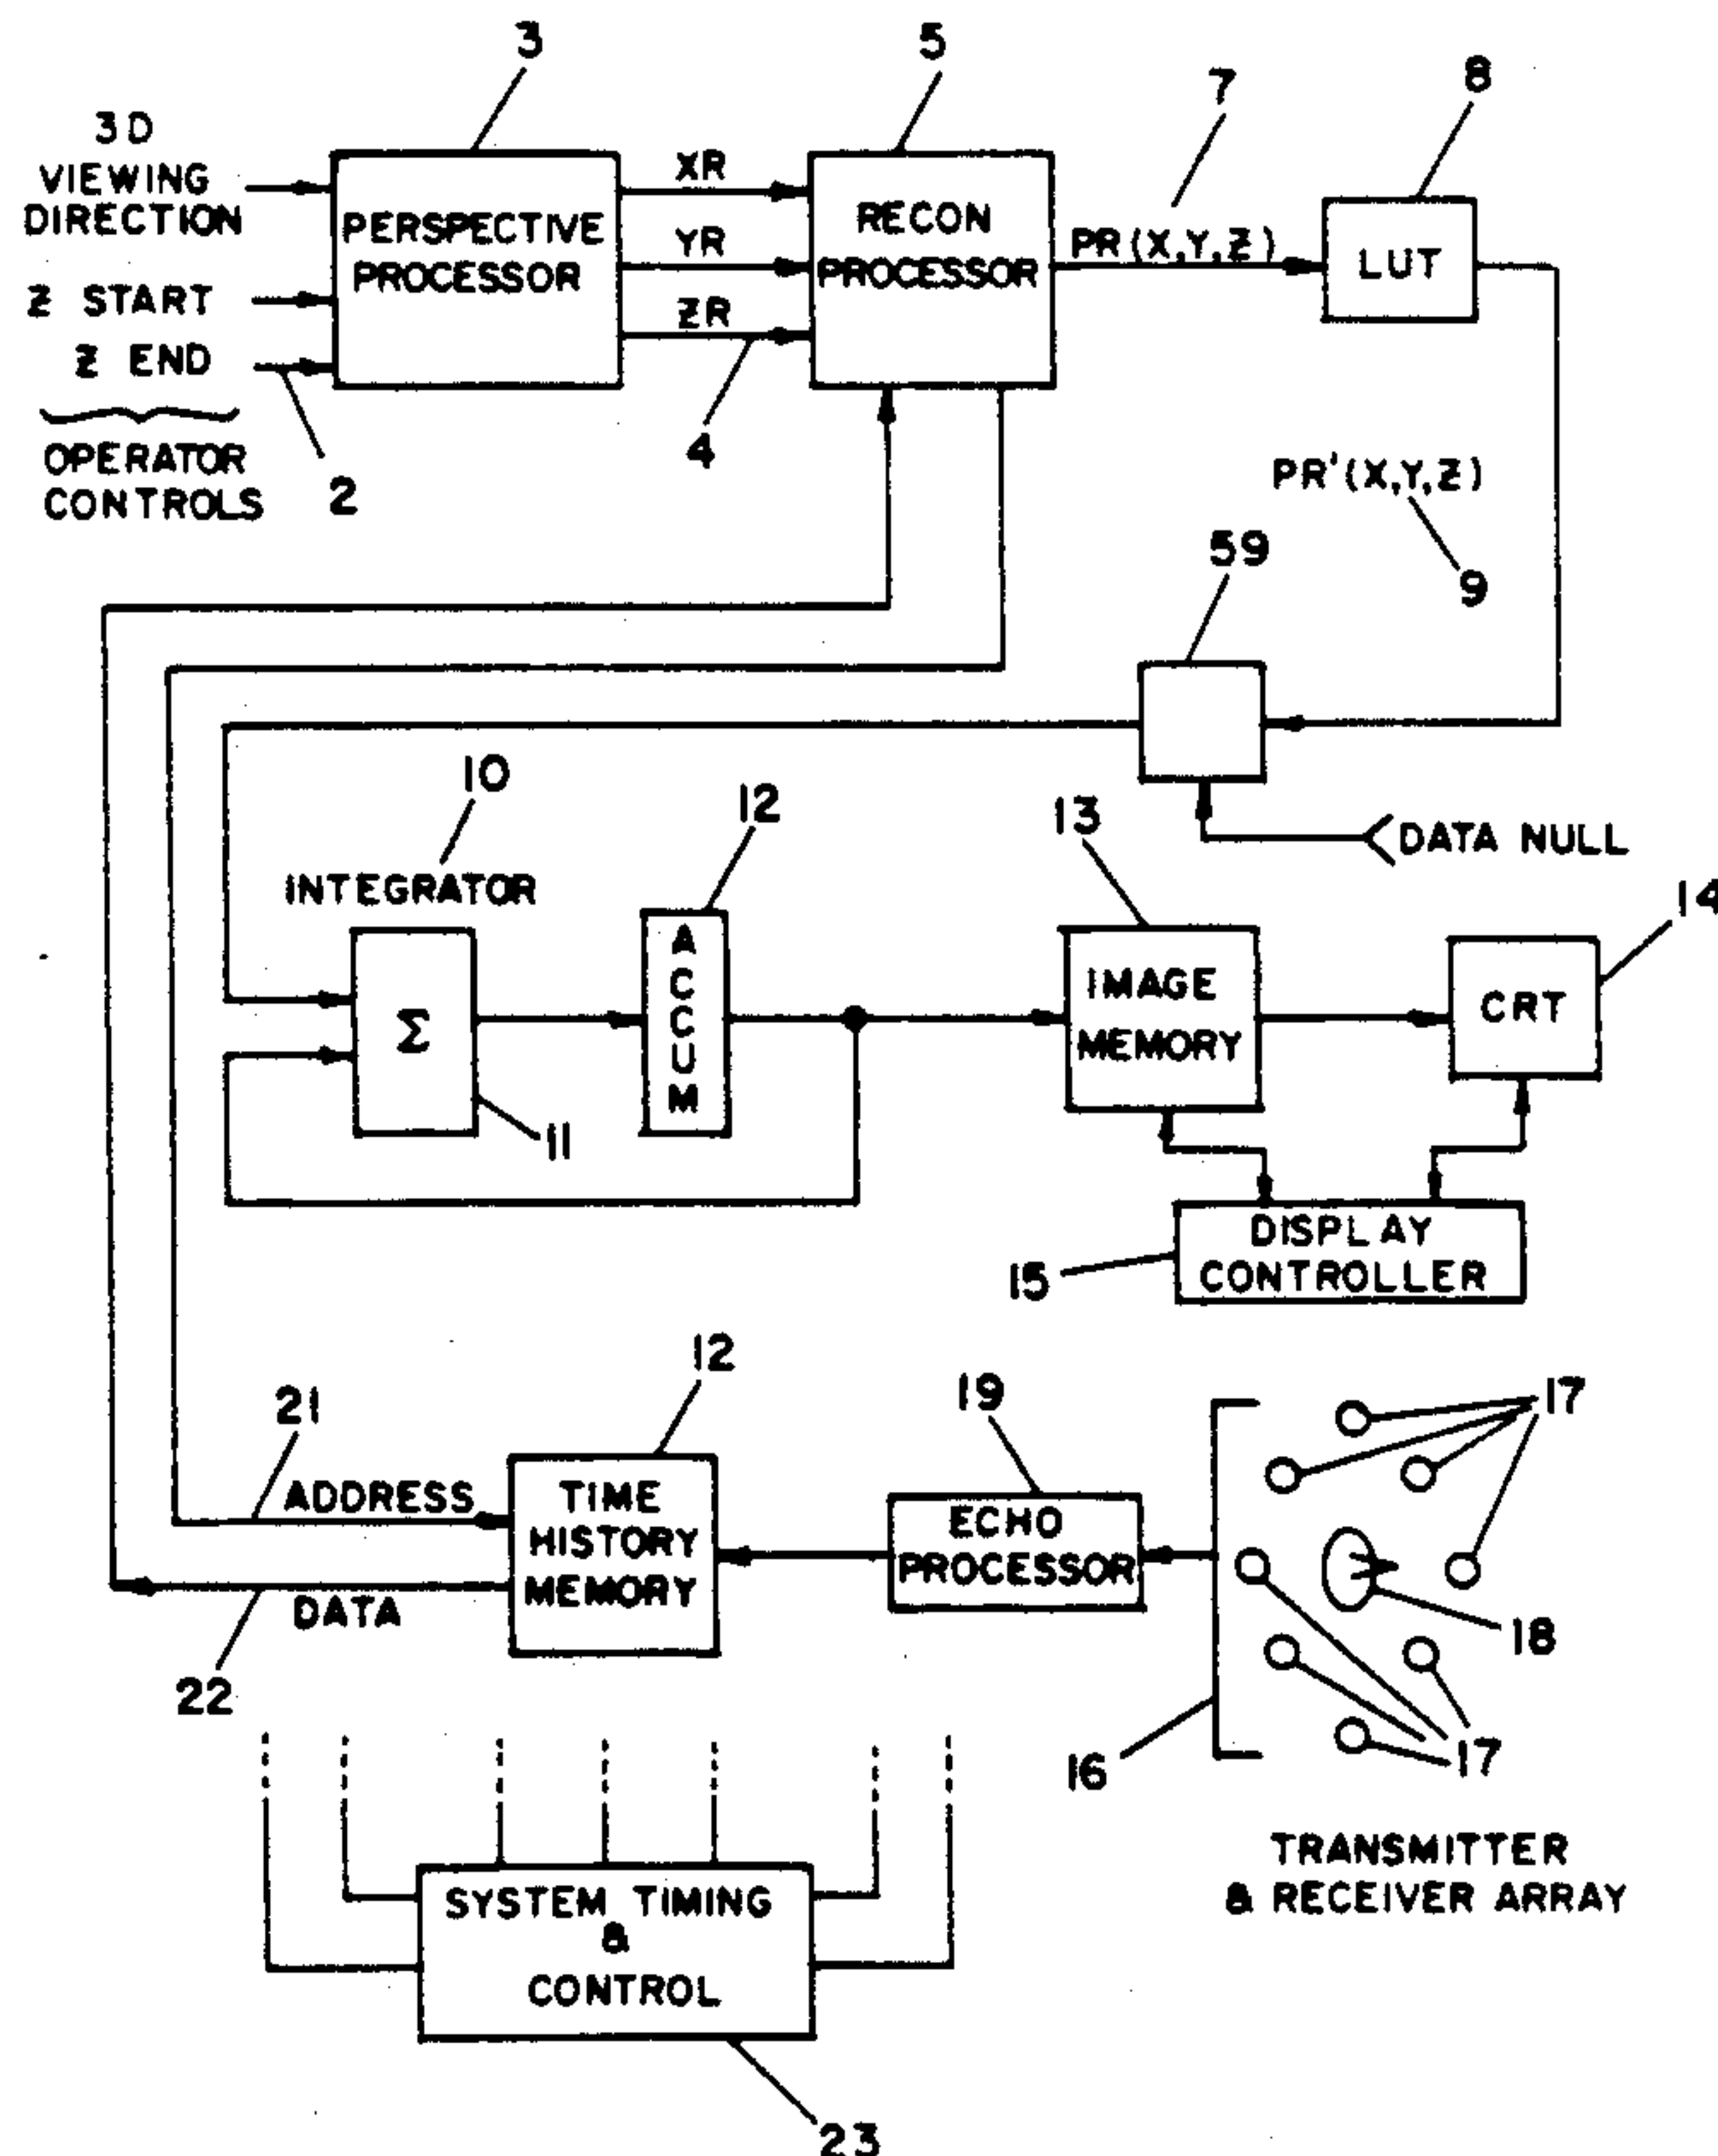 3
5
7
8
3D
VIEWING
DIRECTION
Z START
Z END
OPERATOR
CONTROLS
2
PERSPECTIVE
PROCESSOR
XR
YR
ZR
4
RECON
PROCESSOR
PR(X,Y,Z)
LUT
PR'(X,Y,Z)
9
59
DATA NULL
10
INTEGRATOR
Σ
11
12
ACCUM
13
IMAGE
MEMORY
14
CRT
15
DISPLAY
CONTROLLER
12
TIME
HISTORY
MEMORY
21
ADDRESS
DATA
22
19
ECHO
PROCESSOR
17
18
16
17
TRANSMITTER
& RECEIVER ARRAY
SYSTEM TIMING
&
CONTROL
23